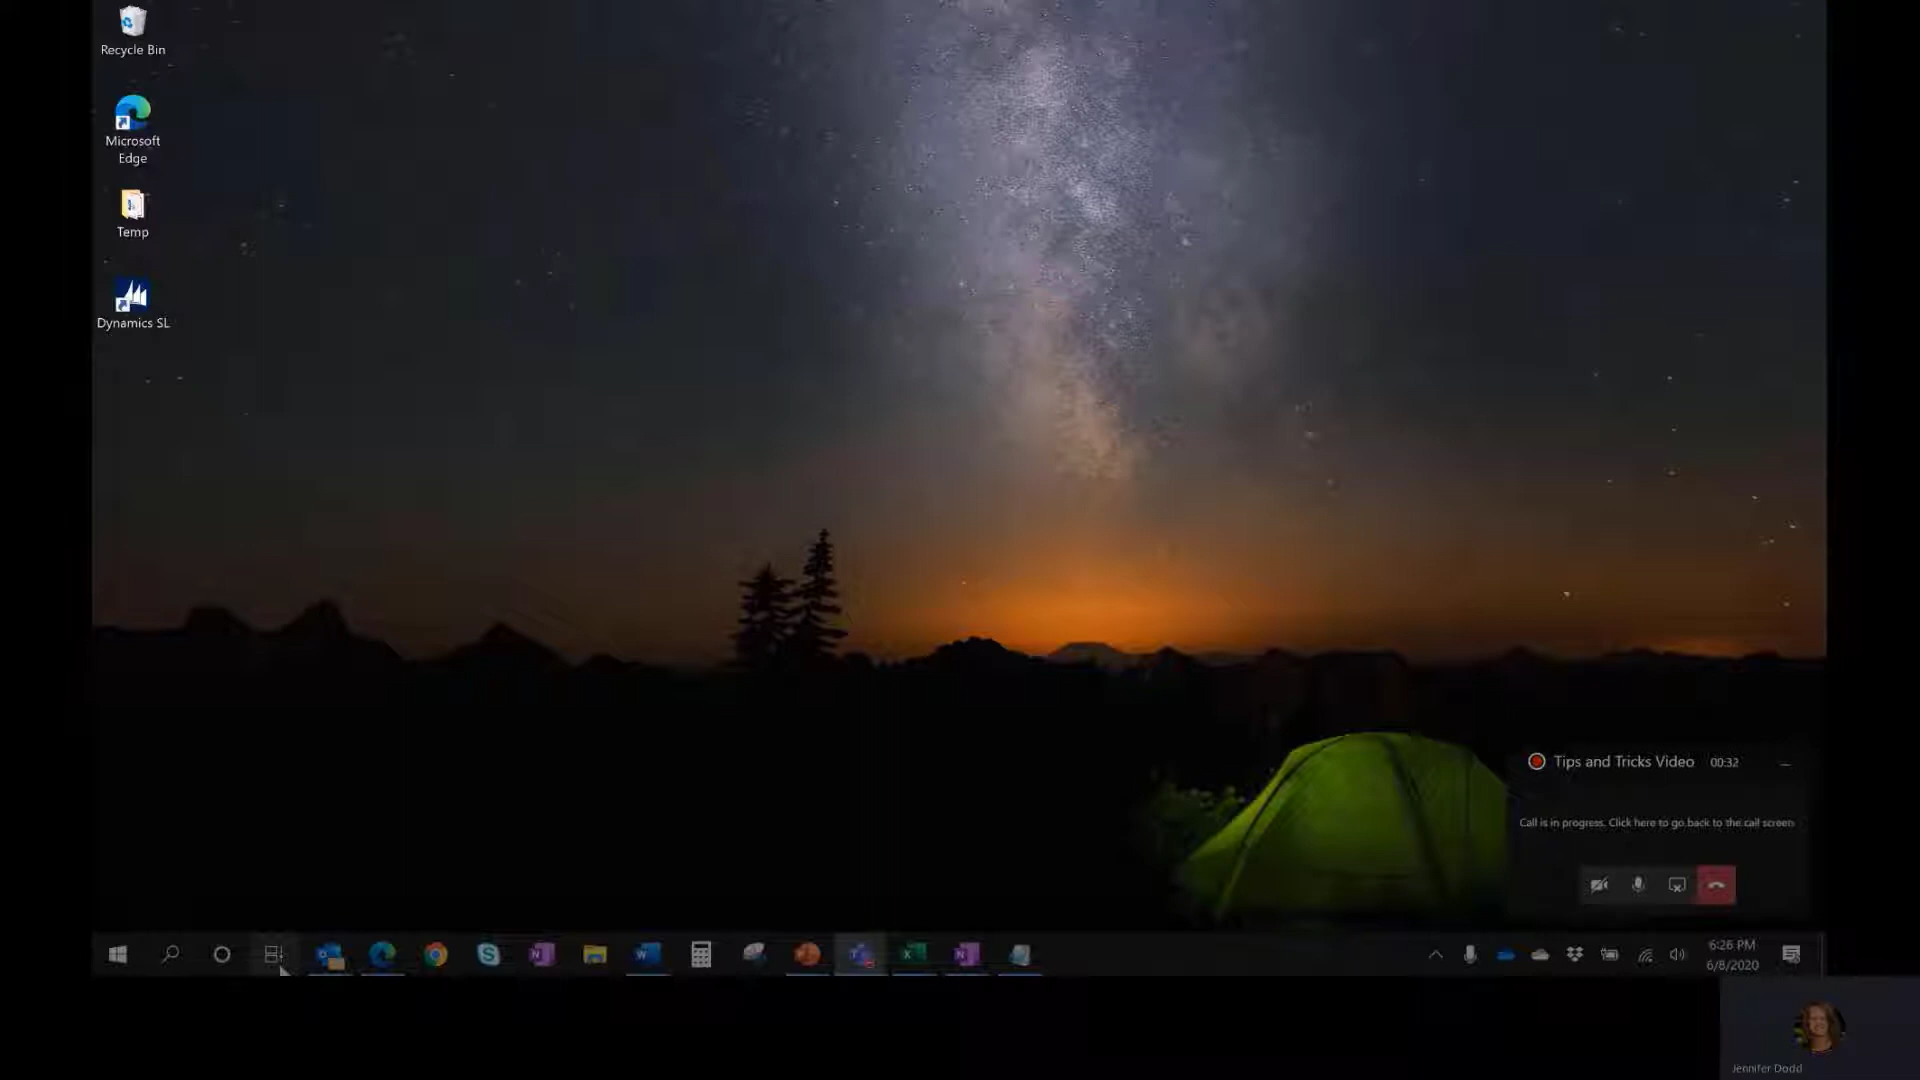 Recycle Bin
Microsoft
Edge
Temp
Dynamics SL
Tips and Tricks Video 00:32
Call is in progress. Click here to go back to the call screen
6:26 PM
6/8/2020
Jennifer Dodd